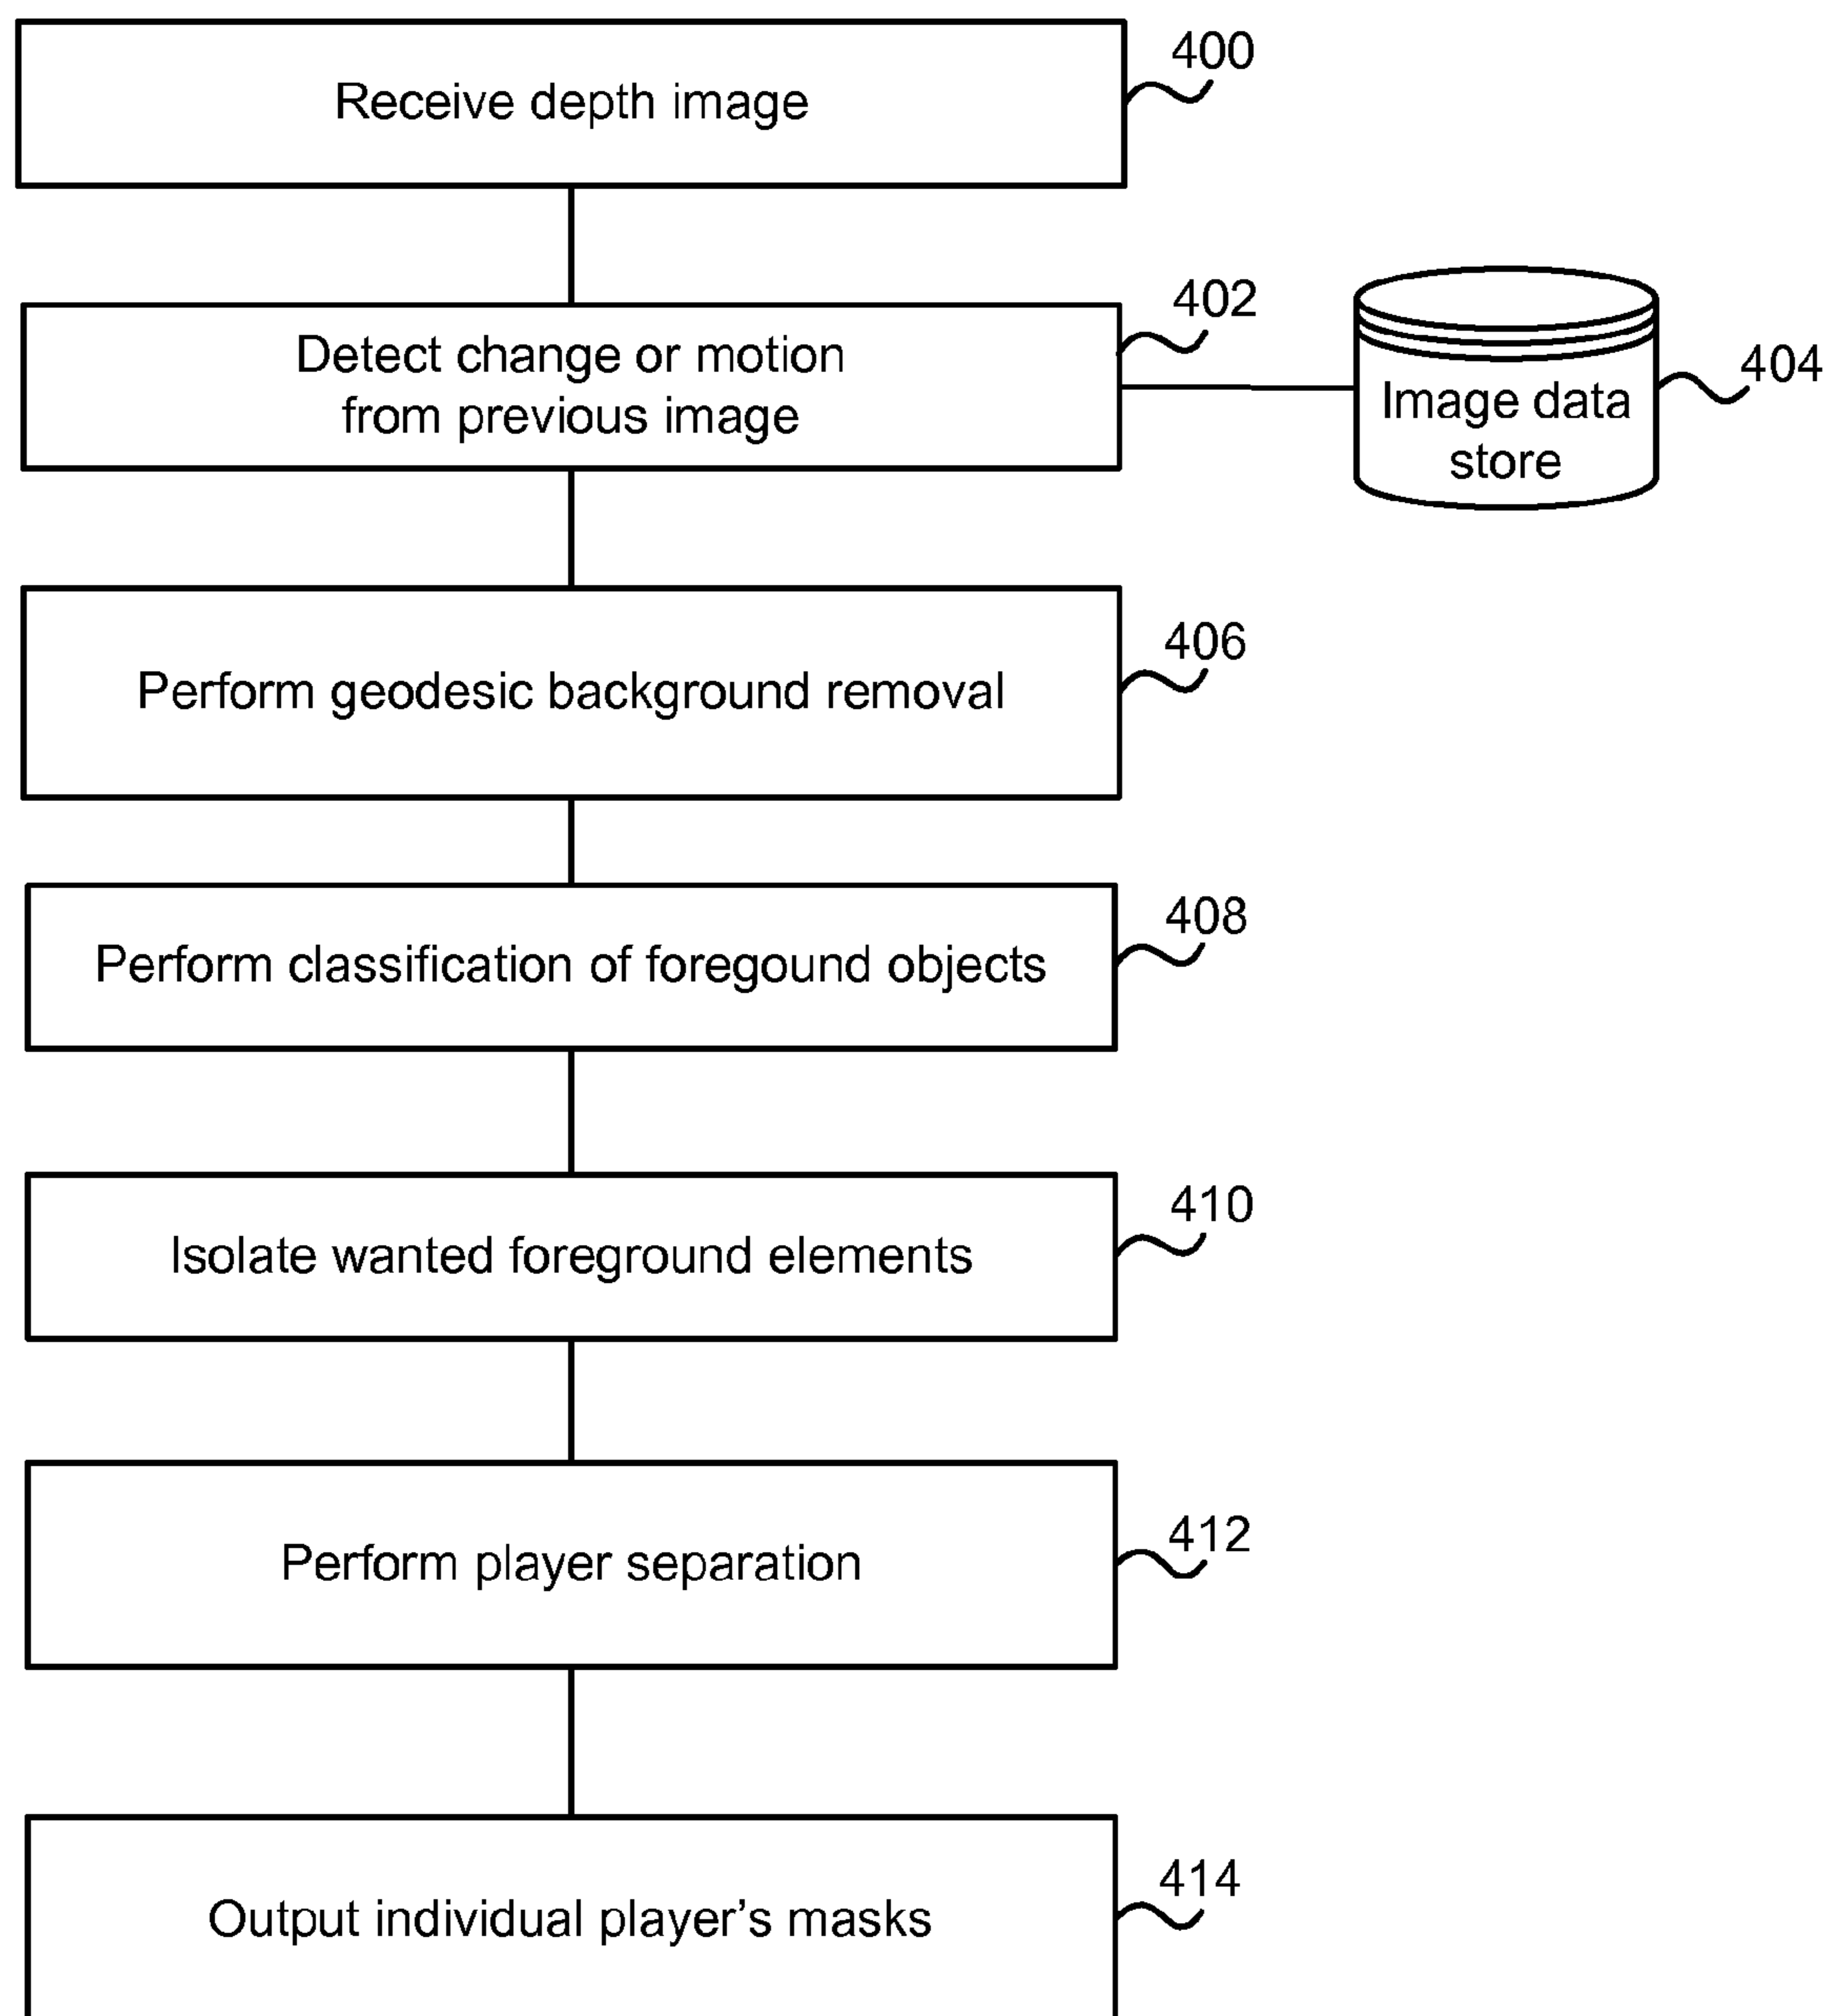 400
Receive depth image
402
Detect change or motion
from previous image
404
Image data
store
406
Perform geodesic background removal
408
Perform classification of foregound objects
410
Isolate wanted foreground elements
412
Perform player separation
414
Output individual player’s masks